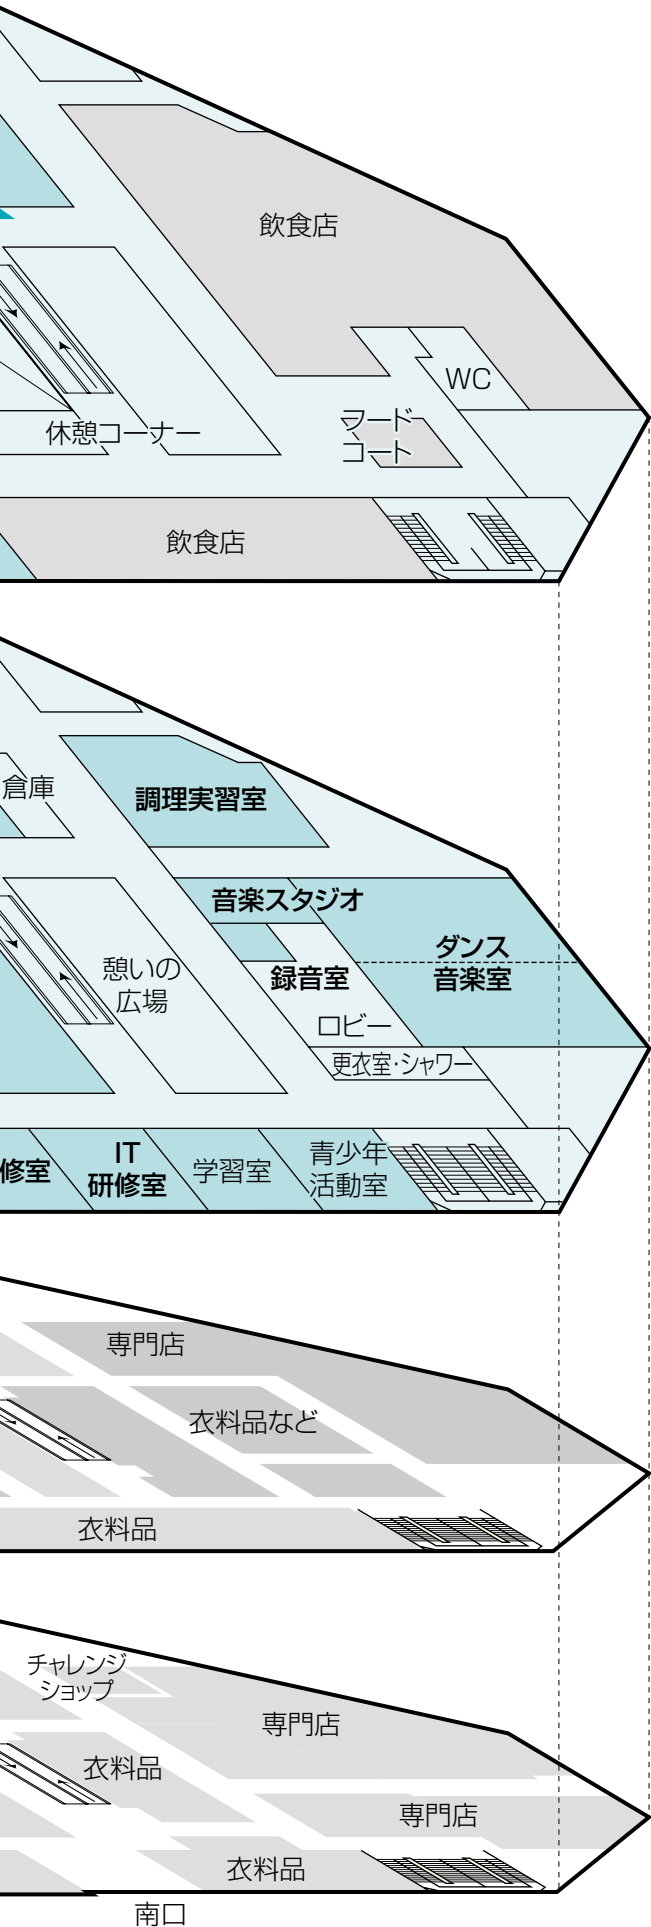 飲食店
WC
フード
コート
休憩コーナー
飲食店
倉庫
調理実習室
音楽スタジオ
ダンス
音楽室
憩いの
広場
録音室
ロビー
更衣室・シャワー
修室
IT
研修室
学習室
青少年
活動室
専門店
衣料品など
衣料品
チャレンジ
ショップ
専門店
衣料品
専門店
衣料品
南口